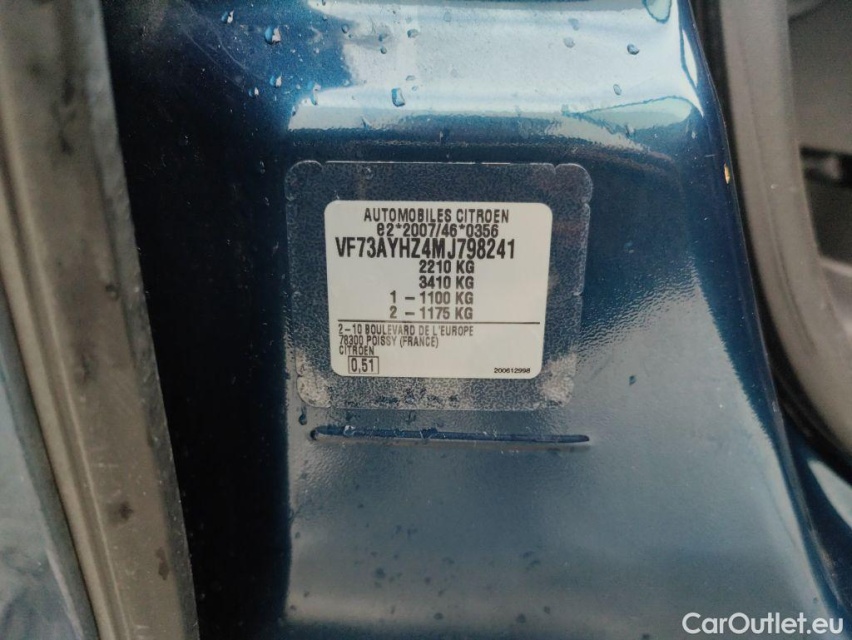 AUTOMOBILES CITROEN
e2*2007/46*0356
VF73AYHZ4MJ798241
2210 KG
3410 KG
1 - 1100 KG
2 - 1175 KG
2-10 BOULEVARD DE L'EUROPE
78300 POISSY (FRANCE)
CITROEN
0,51
200612998
CarOutlet.eu